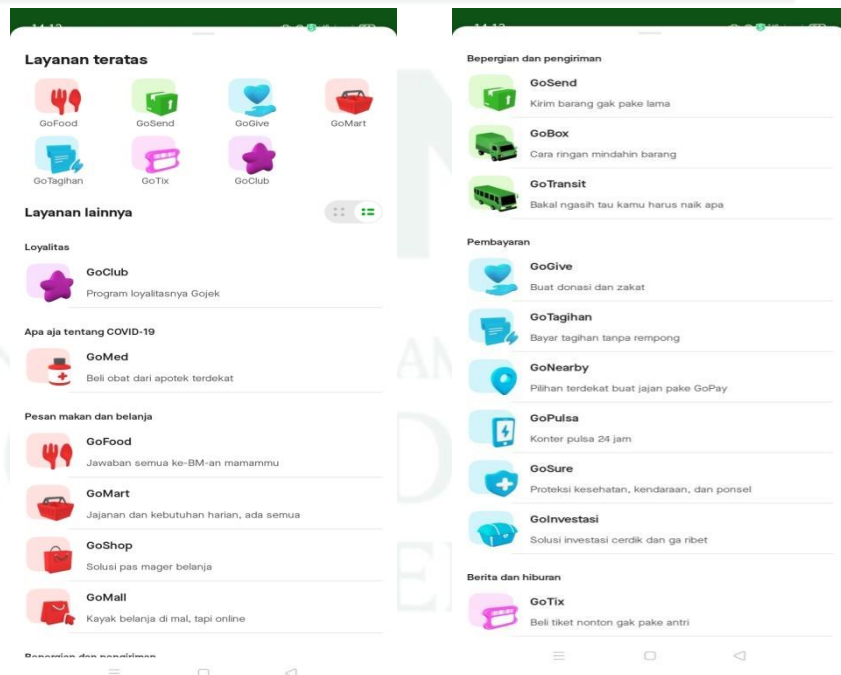 Layanan teratas
GoFood
GoSend
GoGive
GoMart
GoTagihan
GoTix
GoClub
Layanan lainnya
Loyalitas
GoClub
Program loyalitasnya Gojek
Apa aja tentang COVID-19
GoMed
Beli obat dari apotek terdekat
Pesan makan dan belanja
GoFood
Jawaban semua ke-BM-an mamammu
GoMart
Jajanan dan kebutuhan harian, ada semua
GoShop
Solusi pas mager belanja
GoMall
Kayak belanja di mal, tapi online
Bepergian dan pengiriman
Bepergian dan pengiriman
GoSend
Kirim barang gak pake lama
GoBox
Cara ringan mindahin barang
GoTransit
Bakal ngasih tau kamu harus naik apa
Pembayaran
GoGive
Buat donasi dan zakat
GoTagihan
Bayar tagihan tanpa rempong
GoNearby
Pilihan terdekat buat jajan pake GoPay
GoPulsa
Konter pulsa 24 jam
GoSure
Proteksi kesehatan, kendaraan, dan ponsel
GoInvestasi
Solusi investasi cerdik dan ga ribet
Berita dan hiburan
GoTix
Beli tiket nonton gak pake antri